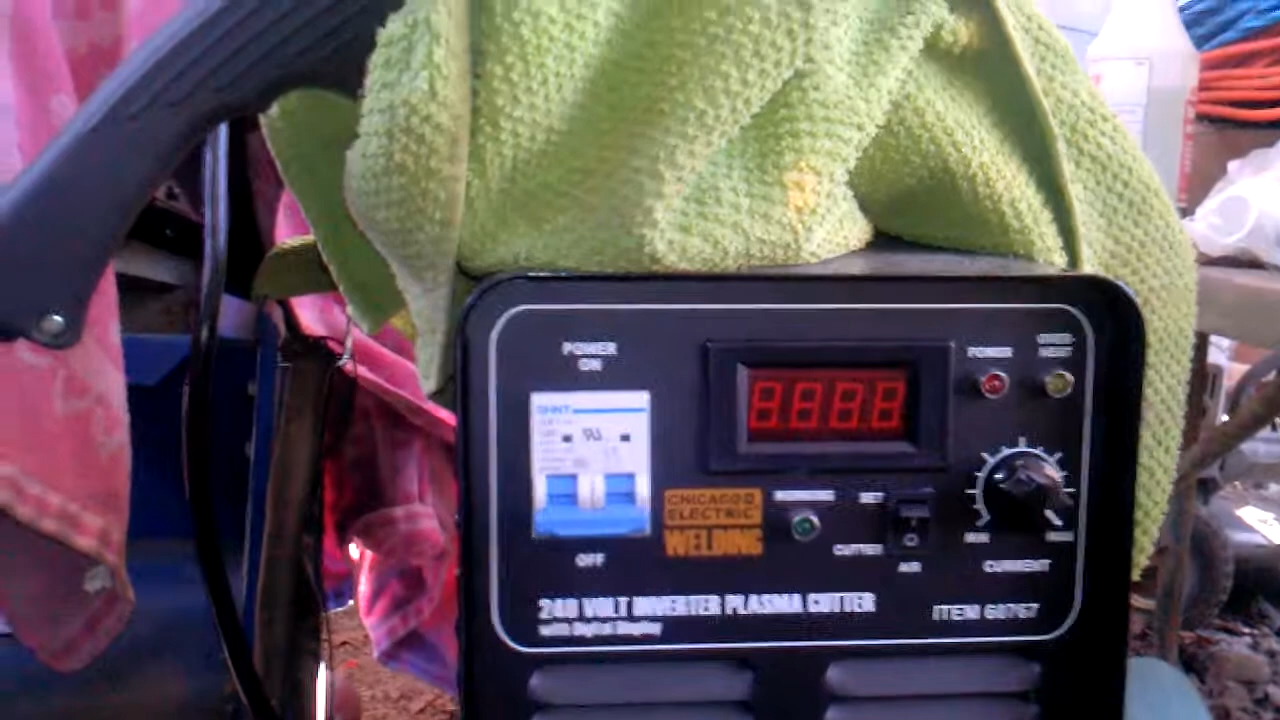 POWER
ON
CHNT
POWER
OVER-
HEAT
8888
CHICAGO
ELECTRIC
WELDING
SET
CUTTER
AIR
MIN
MAX
CURRENT
OFF
240 VOLT INVERTER PLASMA CUTTER
with Digital Display
ITEM 60767